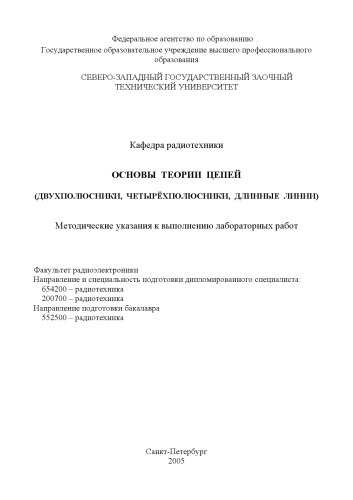 Федеральное агентство по образованию
Государственное образовательное учреждение высшего профессионального
образования
СЕВЕРО-ЗАПАДНЫЙ ГОСУДАРСТВЕННЫЙ ЗАОЧНЫЙ
ТЕХНИЧЕСКИЙ УНИВЕРСИТЕТ
Кафедра радиотехники
ОСНОВЫ ТЕОРИИ ЦЕПЕЙ
(ДВУХПОЛЮСНИКИ, ЧЕТЫРЁХПОЛЮСНИКИ, ДЛИННЫЕ ЛИНИИ)
Методические указания к выполнению лабораторных работ
Факультет радиоэлектроники
Направление и специальность подготовки дипломированного специалиста:
654200 – радиотехника
200700 – радиотехника
Направление подготовки бакалавра
552500 – радиотехника
Санкт-Петербург
2005